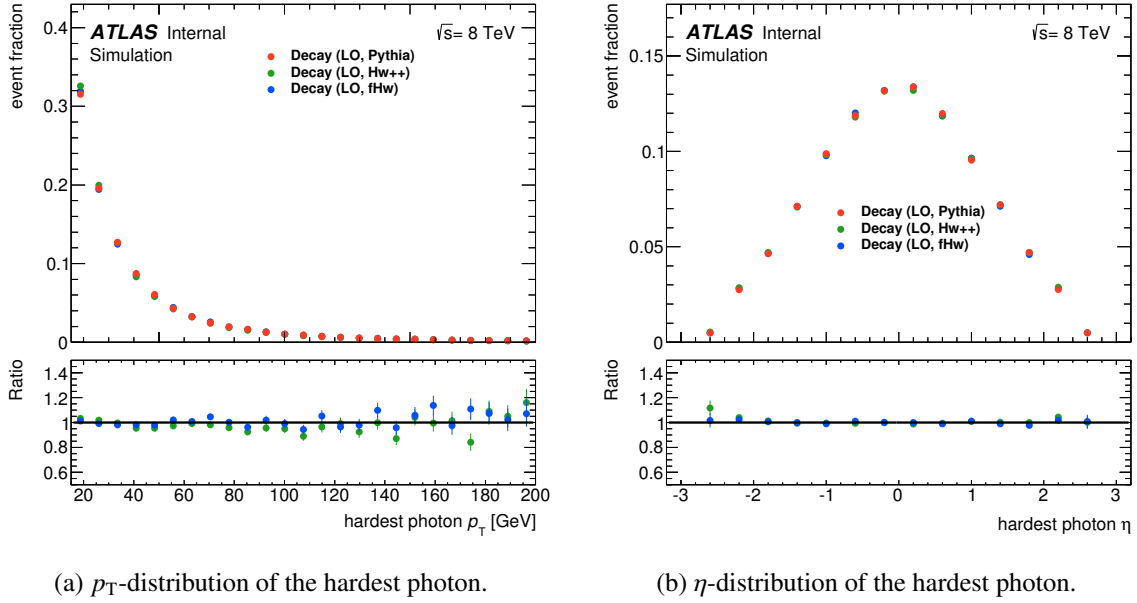 ATLAS Internal
√s= 8 TeV
Simulation
Decay (LO, Pythia)
Decay (LO, Hw++)
Decay (LO, fHw)
event fraction
0.4
0.3
0.2
0.1
0
Ratio
1.4
1.2
1
0.8
0.6
20 40 60 80 100 120 140 160 180 200
hardest photon pT [GeV]
(a) pT-distribution of the hardest photon.
ATLAS Internal
√s= 8 TeV
Simulation
event fraction
0.15
0.1
0.05
0
Decay (LO, Pythia)
Decay (LO, Hw++)
Decay (LO, fHw)
Ratio
1.4
1.2
1
0.8
0.6
-3 -2 -1 0 1 2 3
hardest photon η
(b) η-distribution of the hardest photon.